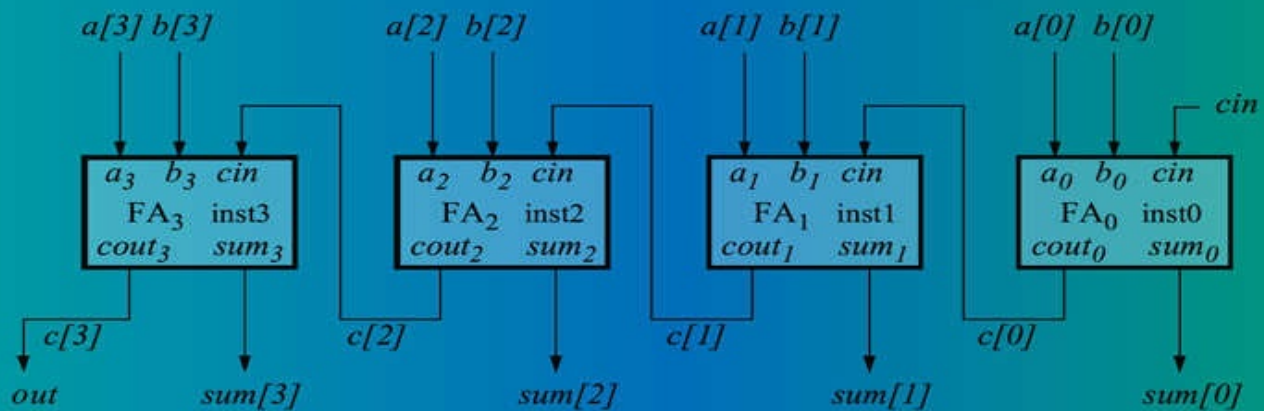 a[3] b[3] a[2] b[2] a[1] b[1] a[0] b[0]
cin
a₃ b₃ cin a₂ b₂ cin a₁ b₁ cin a₀ b₀ cin
FA₃ inst3 FA₂ inst2 FA₁ inst1 FA₀ inst0
cout₃ sum₃ cout₂ sum₂ cout₁ sum₁ cout₀ sum₀
c[3] c[2] c[1] c[0]
out sum[3] sum[2] sum[1] sum[0]